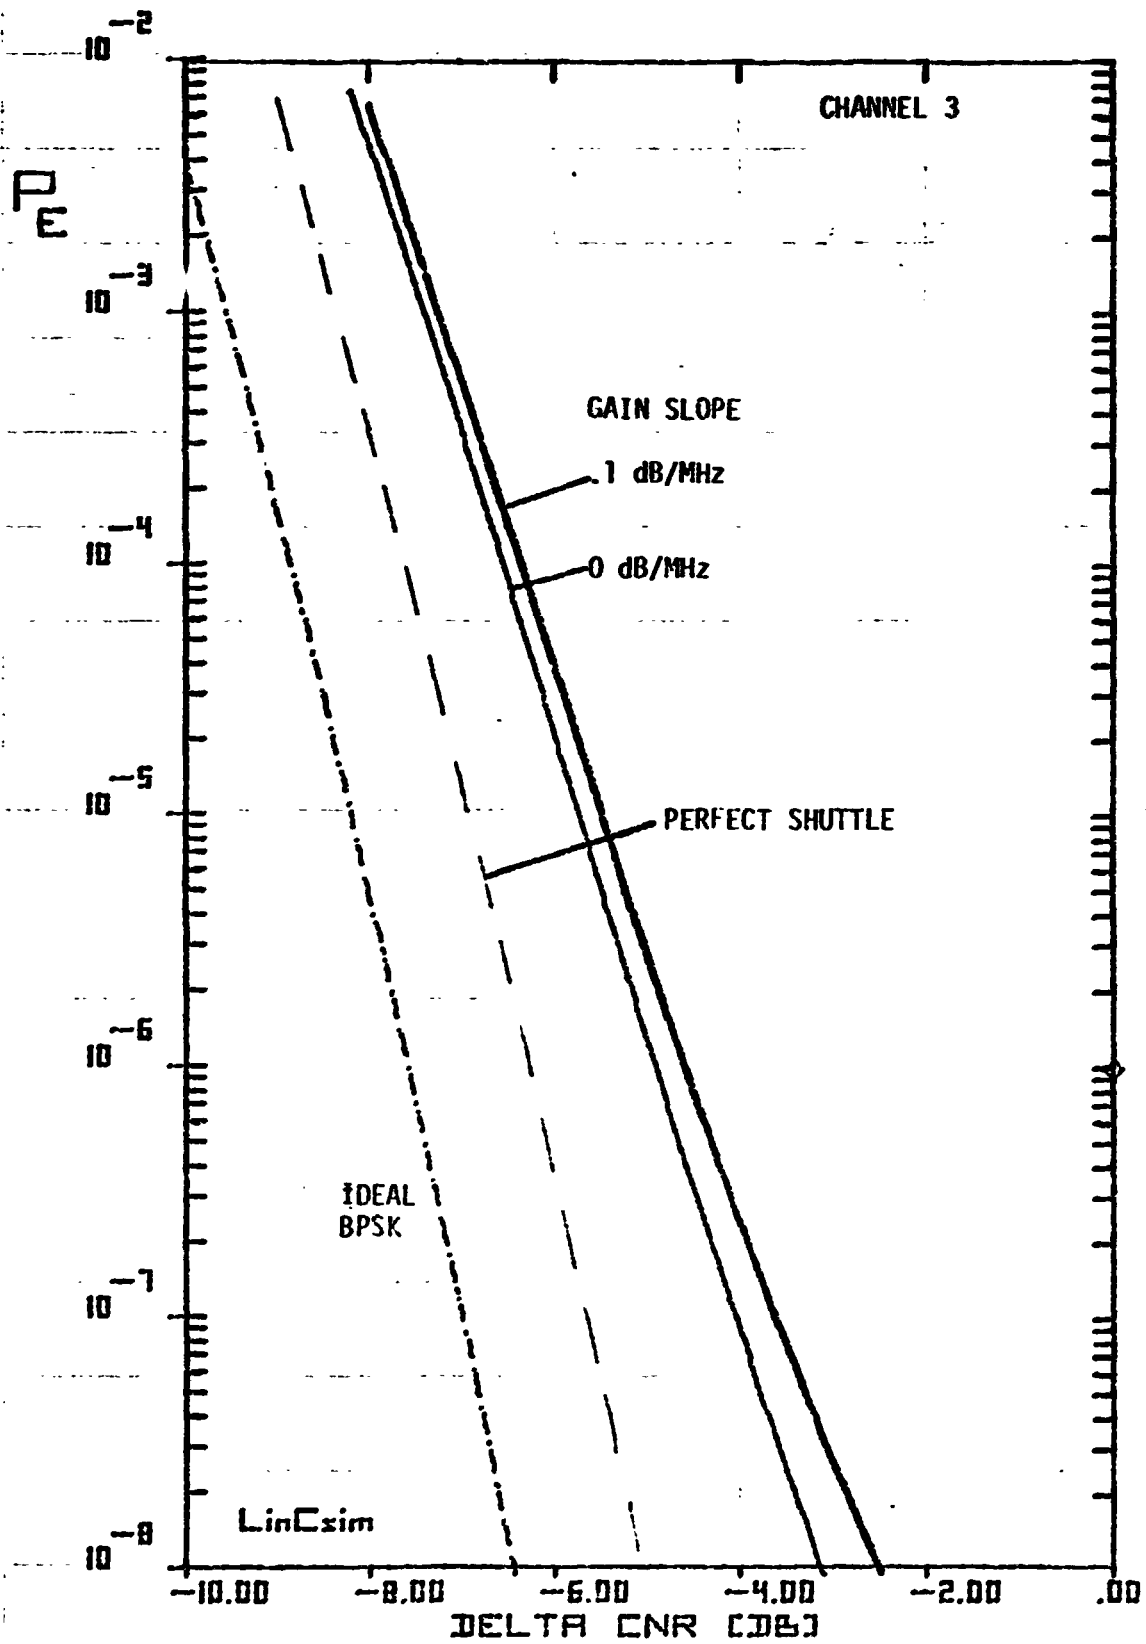 10^-2
CHANNEL 3
P_E
10^-3
GAIN SLOPE
.1 dB/MHz
10^-4
0 dB/MHz
10^-5
PERFECT SHUTTLE
10^-6
IDEAL
BPSK
10^-7
LinCsim
10^-8
-10.00 -8.00 -6.00 -4.00 -2.00 .00
DELTA CNR [DB]